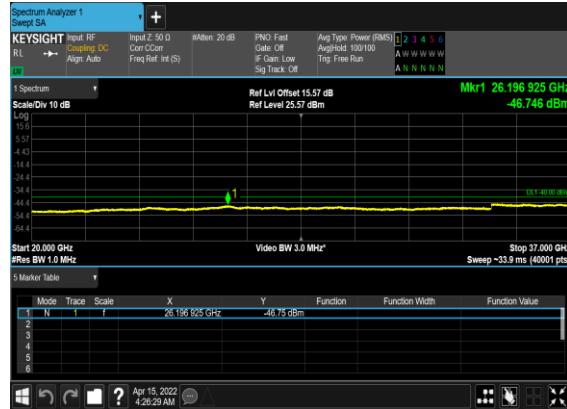 Spectrum Analyzer 1
Swept SA
+
KEYSIGHT Input: RF Input Z: 50 Ω #Atten: 20 dB PNO: Fast Avg Type: Power (RMS) 1 2 3 4 5 6
RL Coupling: DC Corr CCorr Gate: Off Avg|Hold: 100/100 A W W W W W
Align: Auto Freq Ref: Int (S) IF Gain: Low Trig: Free Run
Sig Track: Off A N N N N N
1 Spectrum Ref Lvl Offset 15.57 dB Mkr1 26.196 925 GHz
Scale/Div 10 dB Ref Level 25.57 dBm -46.746 dBm
Log
15.6
5.57
-4.43
-14.4
-24.4
-34.4 1 DL1 -40.00 dBm
-44.4
-54.4
-64.4
Start 20.000 GHz Video BW 3.0 MHz* Stop 37.000 GHz
#Res BW 1.0 MHz Sweep ~33.9 ms (40001 pts)
5 Marker Table
Mode Trace Scale X Y Function Function Width Function Value
1 N 1 f 26.196 925 GHz -46.75 dBm
2
3
4
5
6
? Apr 15, 2022
4:26:29 AM